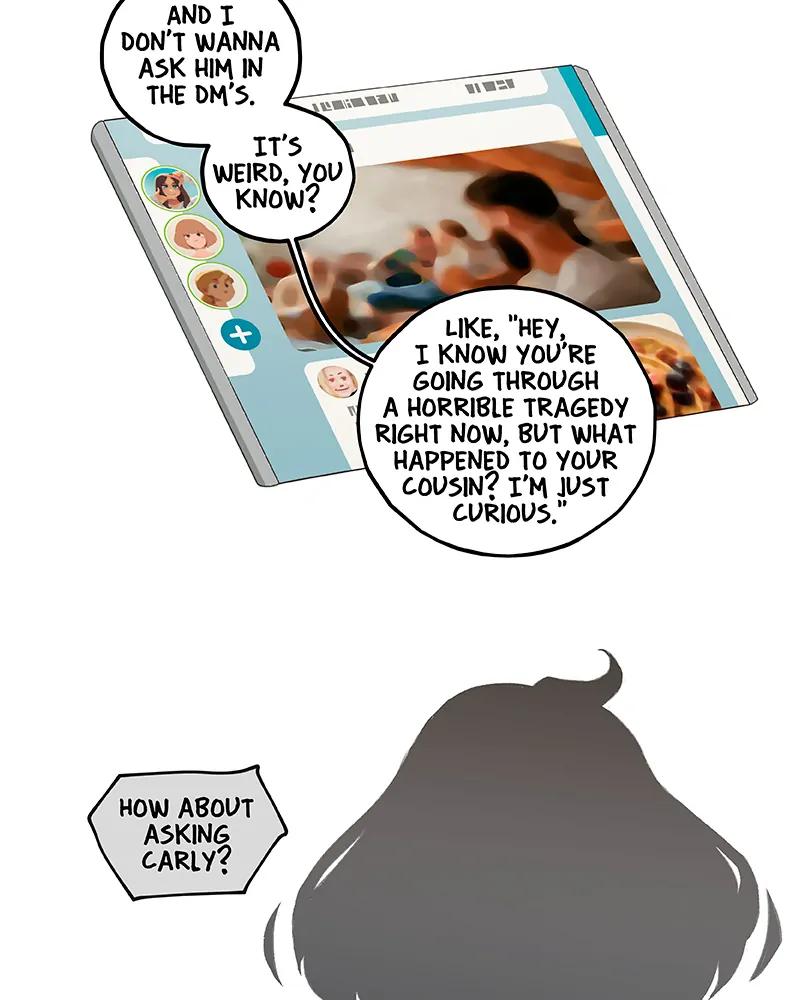 AND I
DON'T WANNA
ASK HIM IN
THE DM'S.
IT'S
WEIRD, YOU
KNOW?
LIKE, "HEY,
I KNOW YOU'RE
GOING THROUGH
A HORRIBLE TRAGEDY
RIGHT NOW, BUT WHAT
HAPPENED TO YOUR
COUSIN? I'M JUST
CURIOUS."
HOW ABOUT
ASKING
CARLY?